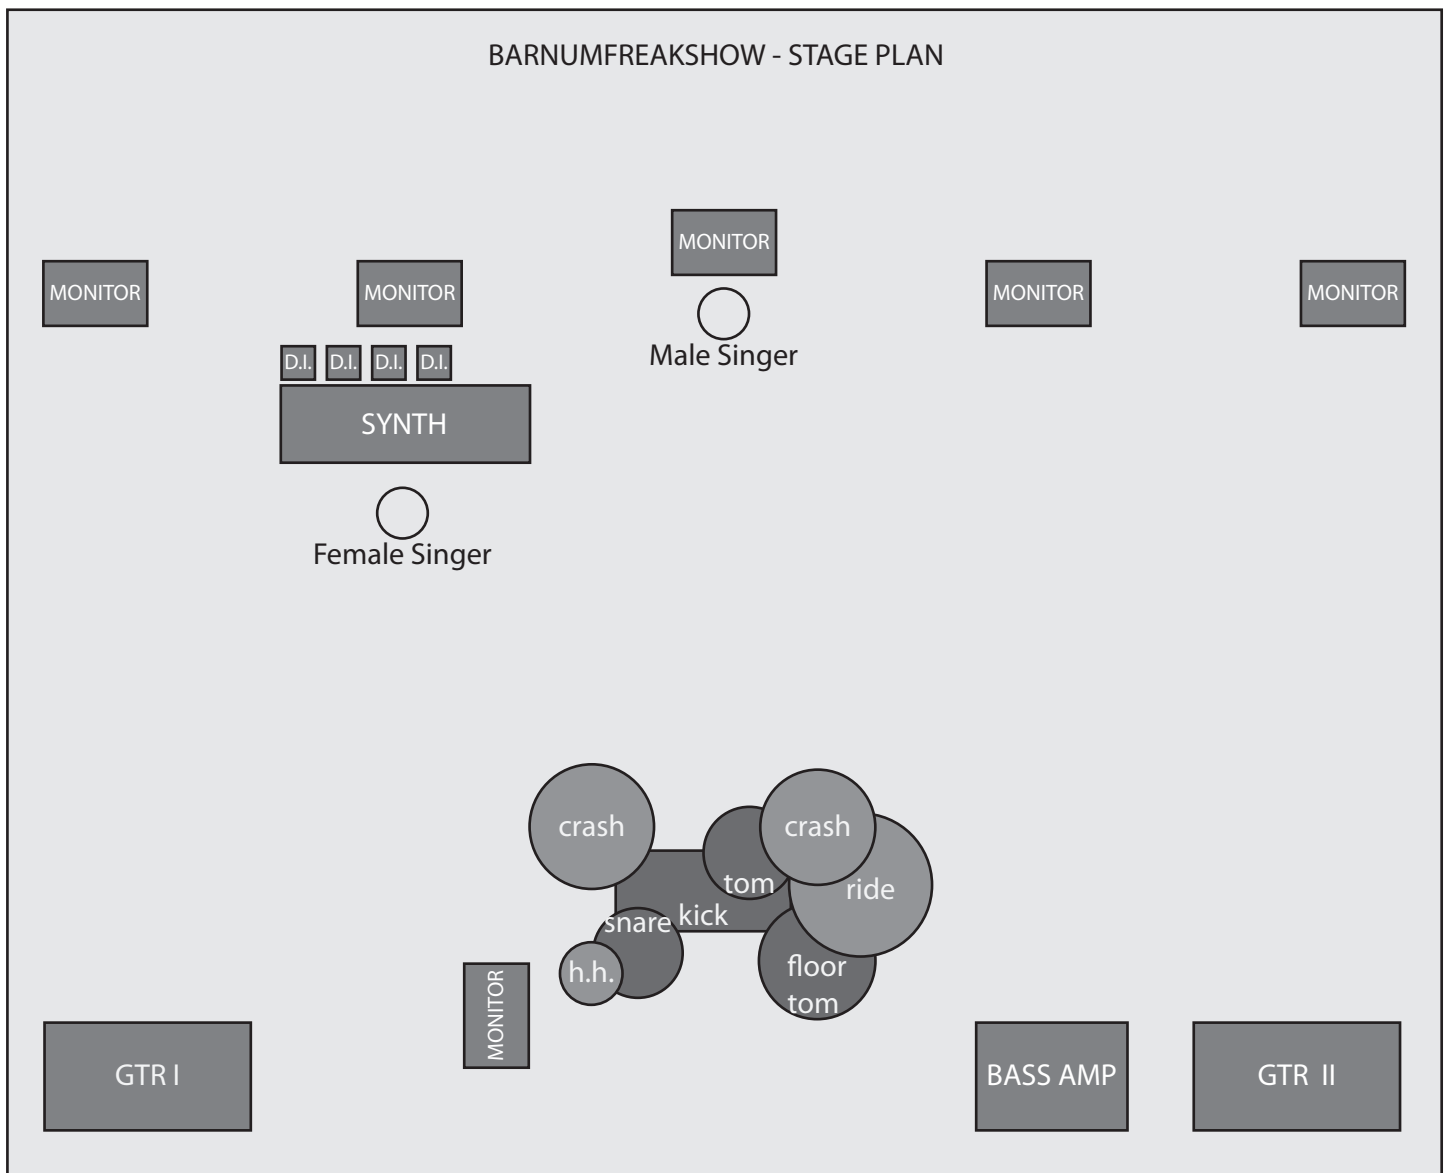 BARNUMFREAKSHOW - STAGE PLAN
MONITOR
MONITOR
MONITOR
MONITOR
MONITOR
Male Singer
D.I.
D.I.
D.I.
D.I.
SYNTH
Female Singer
crash
crash
tom
ride
kick
snare
h.h.
floor
tom
MONITOR
GTR I
BASS AMP
GTR II